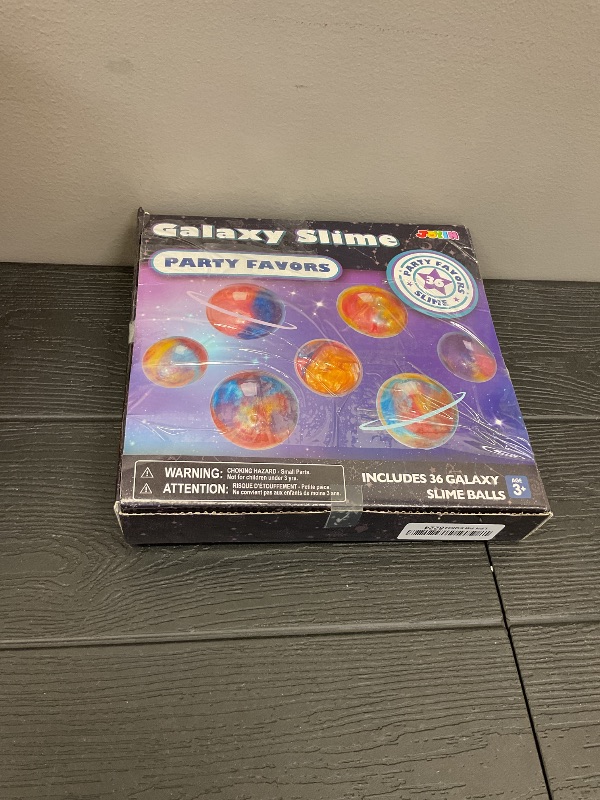 Galaxy Slime
JOYIN
PARTY FAVORS
PARTY FAVORS
36
SLIME
WARNING: CHOKING HAZARD - Small Parts.
Not for children under 3 yrs.
ATTENTION: RISQUE D'ÉTOUFFEMENT - Petite piece.
Ne convient pas aux enfants de moins 3 ans.
INCLUDES 36 GALAXY
SLIME BALLS
AGE
3+